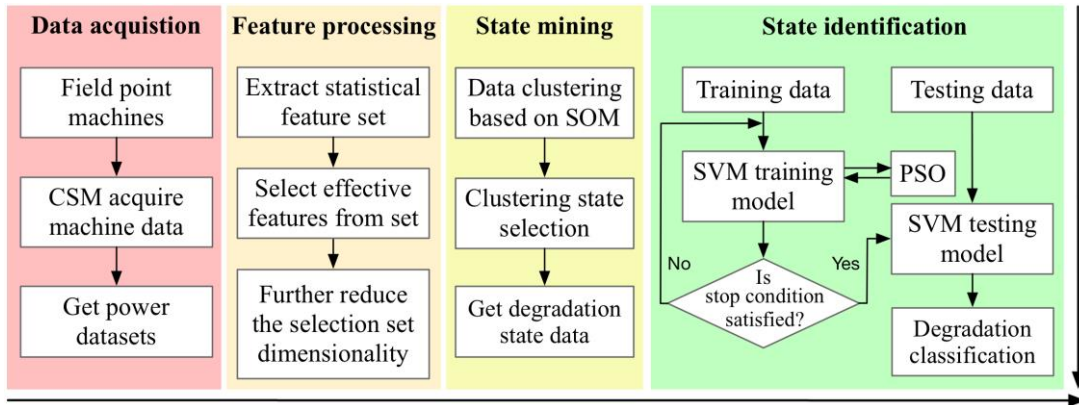 Data acquistion
Field point
machines
CSM acquire
machine data
Get power
datasets
Feature processing
Extract statistical
feature set
Select effective
features from set
Further reduce
the selection set
dimensionality
State mining
Data clustering
based on SOM
Clustering state
selection
Get degradation
state data
State identification
Training data
Testing data
SVM training
model
PSO
SVM testing
model
No
Yes
Is
stop condition
satisfied?
Degradation
classification